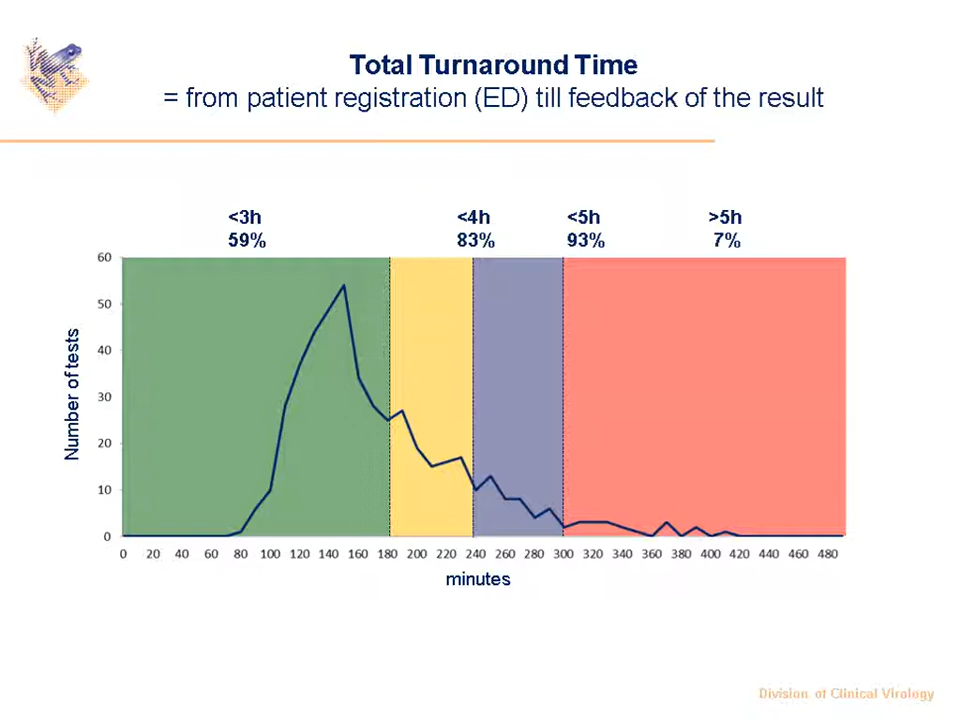 Total Turnaround Time
= from patient registration (ED) till feedback of the result
<3h
59%
<4h
83%
<5h
93%
>5h
7%
Number of tests
60
50
40
30
20
10
0
0 20 40 60 80 100 120 140 160 180 200 220 240 260 280 300 320 340 360 380 400 420 440 460 480
minutes
Division of Clinical Virology